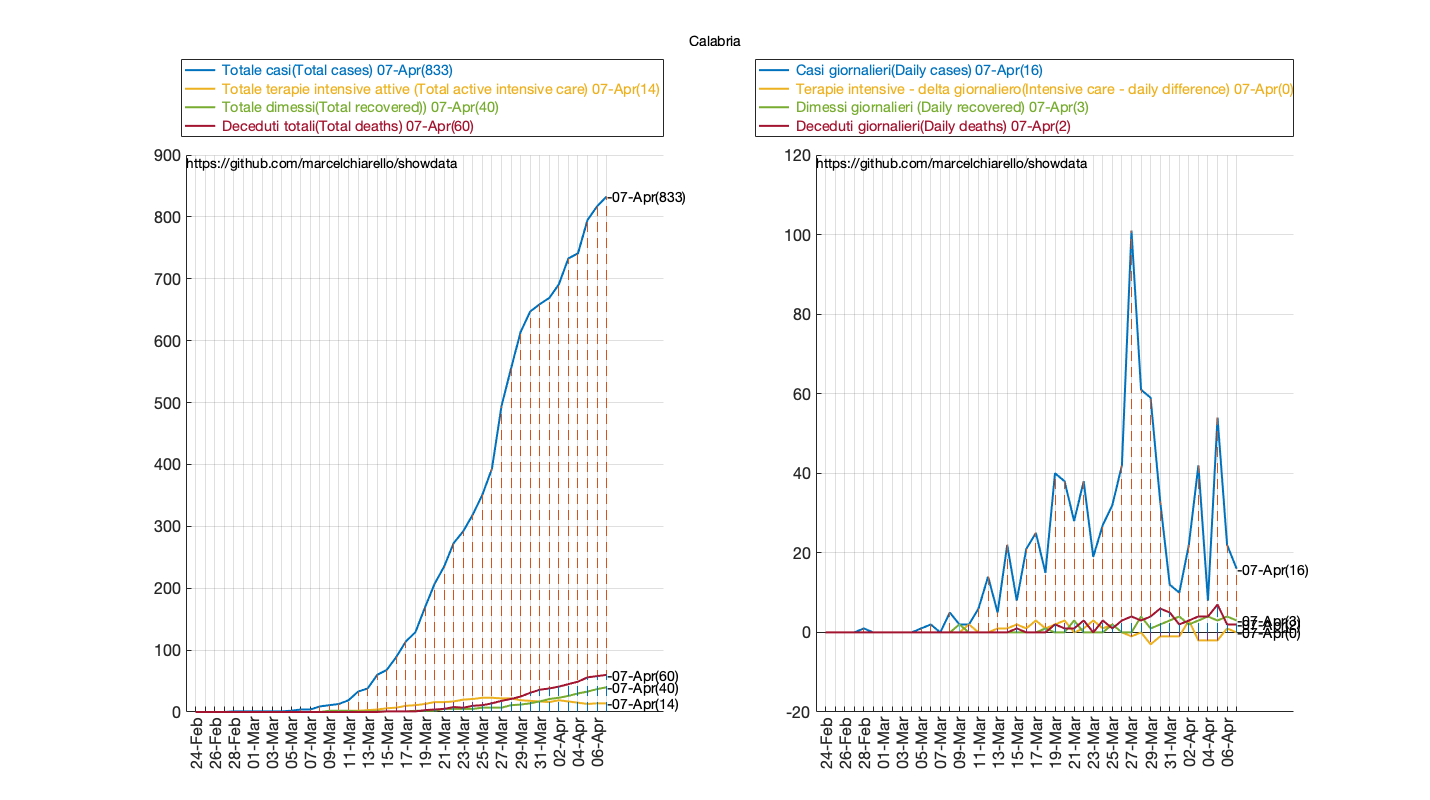 Calabria
Totale casi(Total cases) 07-Apr(833)
Totale terapie intensive attive (Total active intensive care) 07-Apr(14)
Totale dimessi(Total recovered)) 07-Apr(40)
Deceduti totali(Total deaths) 07-Apr(60)
900
800
700
600
500
400
300
200
100
0
https://github.com/marcelchiarello/showdata
-07-Apr(833)
-07-Apr(60)
-07-Apr(40)
-07-Apr(14)
24-Feb
26-Feb
28-Feb
01-Mar
03-Mar
05-Mar
07-Mar
09-Mar
11-Mar
13-Mar
15-Mar
17-Mar
19-Mar
21-Mar
23-Mar
25-Mar
27-Mar
29-Mar
31-Mar
02-Apr
04-Apr
06-Apr
Casi giornalieri(Daily cases) 07-Apr(16)
Terapie intensive - delta giornaliero(Intensive care - daily difference) 07-Apr(0)
Dimessi giornalieri (Daily recovered) 07-Apr(3)
Deceduti giornalieri(Daily deaths) 07-Apr(2)
120
100
80
60
40
20
0
-20
https://github.com/marcelchiarello/showdata
-07-Apr(16)
-07-Apr(3)
-07-Apr(2)
-07-Apr(0)
24-Feb
26-Feb
28-Feb
01-Mar
03-Mar
05-Mar
07-Mar
09-Mar
11-Mar
13-Mar
15-Mar
17-Mar
19-Mar
21-Mar
23-Mar
25-Mar
27-Mar
29-Mar
31-Mar
02-Apr
04-Apr
06-Apr